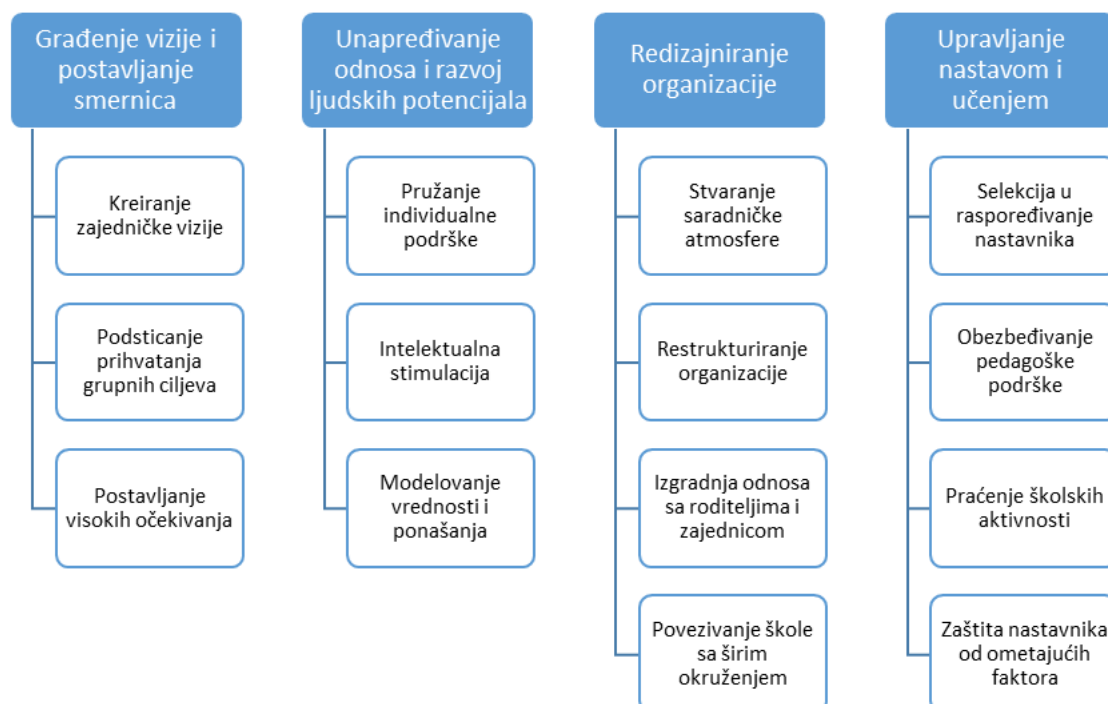 Građenje vizije i
postavljanje
smernica
Kreiranje
zajedničke vizije
Podsticanje
prihvatanja
grupnih ciljeva
Postavljanje
visokih očekivanja
Unapređivanje
odnosa i razvoj
ljudskih potencijala
Pružanje
individualne
podrške
Intelektualna
stimulacija
Modelovanje
vrednosti i
ponašanja
Redizajniranje
organizacije
Stvaranje
saradničke
atmosfere
Restrukturiranje
organizacije
Izgradnja odnosa
sa roditeljima i
zajednicom
Povezivanje škole
sa širim
okruženjem
Upravljanje
nastavom i
učenjem
Selekcija u
raspoređivanje
nastavnika
Obezbeđivanje
pedagoške
podrške
Praćenje školskih
aktivnosti
Zaštita nastavnika
od ometajućih
faktora